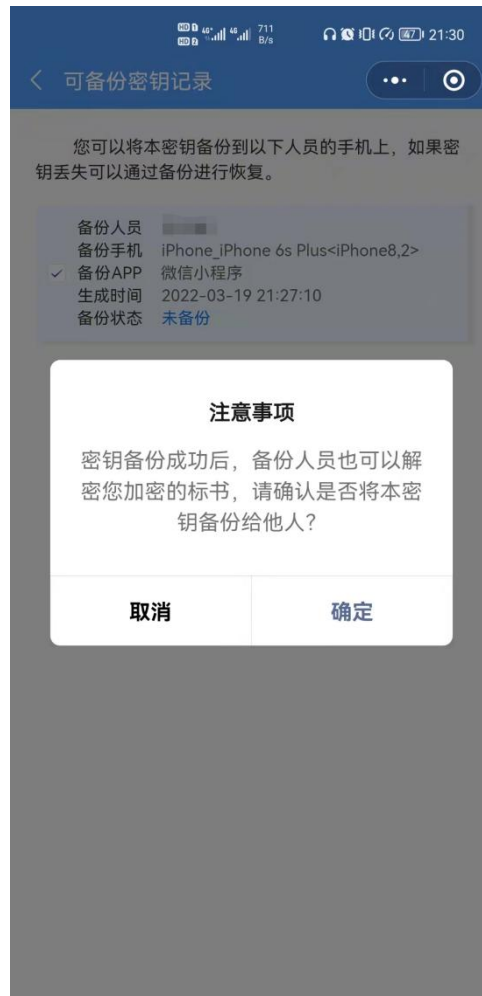 HD 1 4G+ 4G 711
HD 2 B/s 47 21:30
可备份密钥记录
您可以将本密钥备份到以下人员的手机上，如果密
钥丢失可以通过备份进行恢复。
备份人员
备份手机 iPhone_iPhone 6s Plus<iPhone8,2>
备份APP 微信小程序
生成时间 2022-03-19 21:27:10
备份状态 未备份
注意事项
密钥备份成功后，备份人员也可以解
密您加密的标书，请确认是否将本密
钥备份给他人？
取消 确定